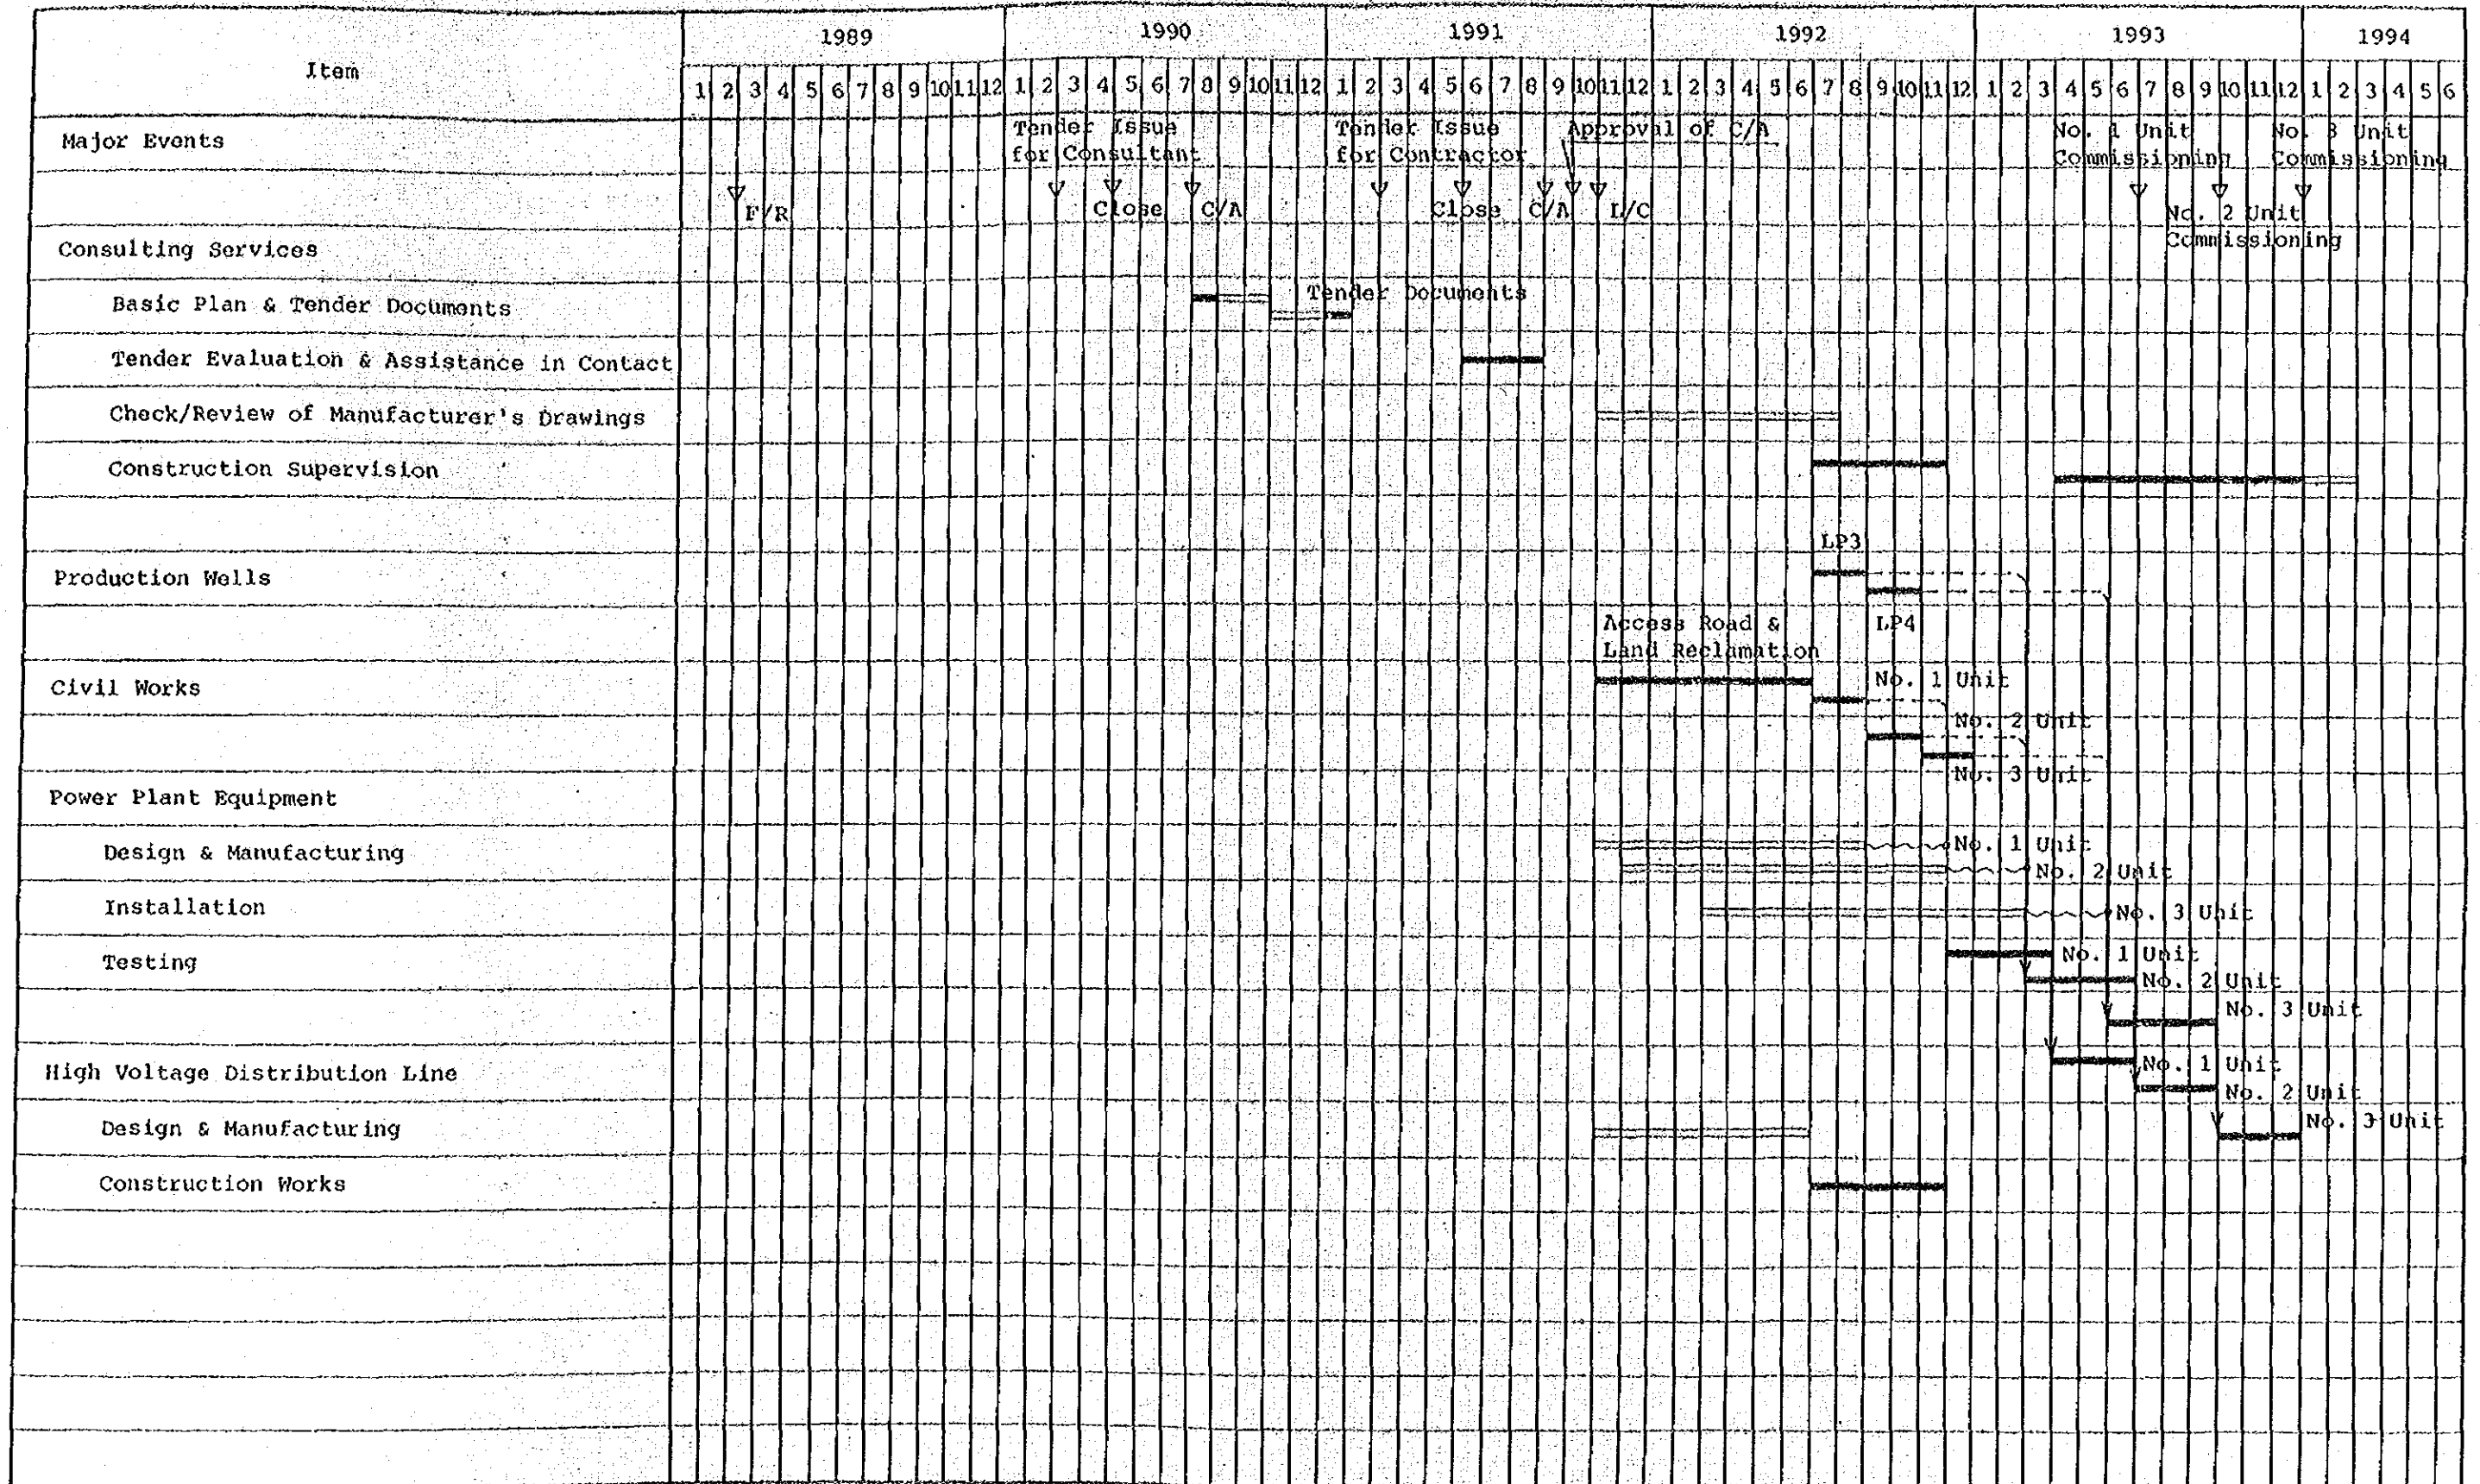 1989 1990 1991 1992 1993 1994
Item
1 2 3 4 5 6 7 8 9 10 11 12 1 2 3 4 5 6 7 8 9 10 11 12 1 2 3 4 5 6 7 8 9 10 11 12 1 2 3 4 5 6 7 8 9 10 11 12 1 2 3 4 5 6 7 8 9 10 11 12 1 2 3 4 5 6
Major Events
Tender Issue
for Consultant
Tender Issue
for Contractor
Approval of C/A
No. 1 Unit
Commissioning
No. 3 Unit
Commissioning
F/R
Close
C/A
Close
C/A
L/C
No. 2 Unit
Commissioning
Consulting Services
Basic Plan & Tender Documents
Tender Documents
Tender Evaluation & Assistance in Contact
Check/Review of Manufacturer's Drawings
Construction Supervision
LP3
Production Wells
Access Road &
Land Reclamation
LP4
Civil Works
No. 1 Unit
No. 2 Unit
No. 3 Unit
Power Plant Equipment
Design & Manufacturing
No. 1 Unit
No. 2 Unit
Installation
No. 3 Unit
Testing
No. 1 Unit
No. 2 Unit
No. 3 Unit
High Voltage Distribution Line
No. 1 Unit
No. 2 Unit
Design & Manufacturing
No. 3 Unit
Construction Works